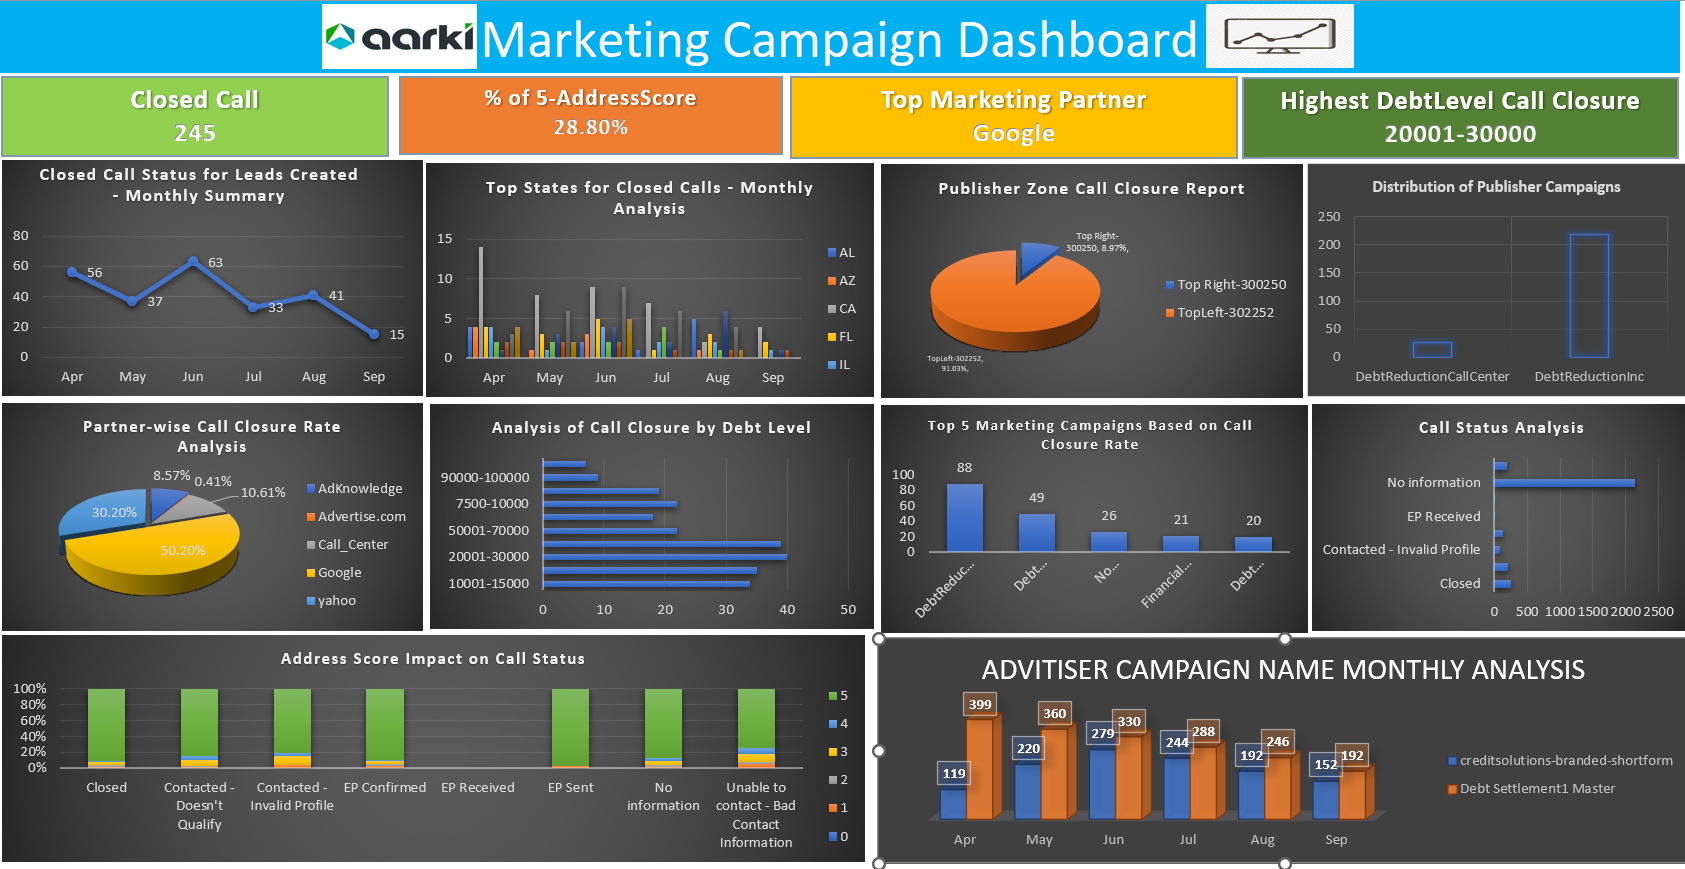 aarki
Marketing Campaign Dashboard
Closed Call
245
% of 5-AddressScore
28.80%
Top Marketing Partner
Google
Highest DebtLevel Call Closure
20001-30000
Closed Call Status for Leads Created
- Monthly Summary
80
60
40
20
0
56
37
63
33
41
15
Apr
May
Jun
Jul
Aug
Sep
Top States for Closed Calls - Monthly
Analysis
15
10
5
0
Apr
May
Jun
Jul
Aug
Sep
AL
AZ
CA
FL
IL
Publisher Zone Call Closure Report
Top Right-
300250, 8.97%,
TopLeft-302252,
91.03%,
Top Right-300250
TopLeft-302252
Distribution of Publisher Campaigns
250
200
150
100
50
0
DebtReductionCallCenter
DebtReductionInc
Partner-wise Call Closure Rate
Analysis
8.57%
0.41%
10.61%
50.20%
30.20%
AdKnowledge
Advertise.com
Call_Center
Google
yahoo
Analysis of Call Closure by Debt Level
90000-100000
7500-10000
50001-70000
20001-30000
10001-15000
0
10
20
30
40
50
Top 5 Marketing Campaigns Based on Call
Closure Rate
100
80
60
40
20
0
88
49
26
21
20
DebtReduc...
Debt...
No...
Financial...
Debt...
Call Status Analysis
No information
EP Received
Contacted - Invalid Profile
Closed
0
500
1000
1500
2000
2500
Address Score Impact on Call Status
100%
80%
60%
40%
20%
0%
Closed
Contacted -
Doesn't
Qualify
Contacted -
Invalid Profile
EP Confirmed
EP Received
EP Sent
No
information
Unable to
contact - Bad
Contact
Information
5
4
3
2
1
0
ADVITISER CAMPAIGN NAME MONTHLY ANALYSIS
119
399
220
360
279
330
244
288
192
246
152
192
Apr
May
Jun
Jul
Aug
Sep
creditsolutions-branded-shortform
Debt Settlement1 Master